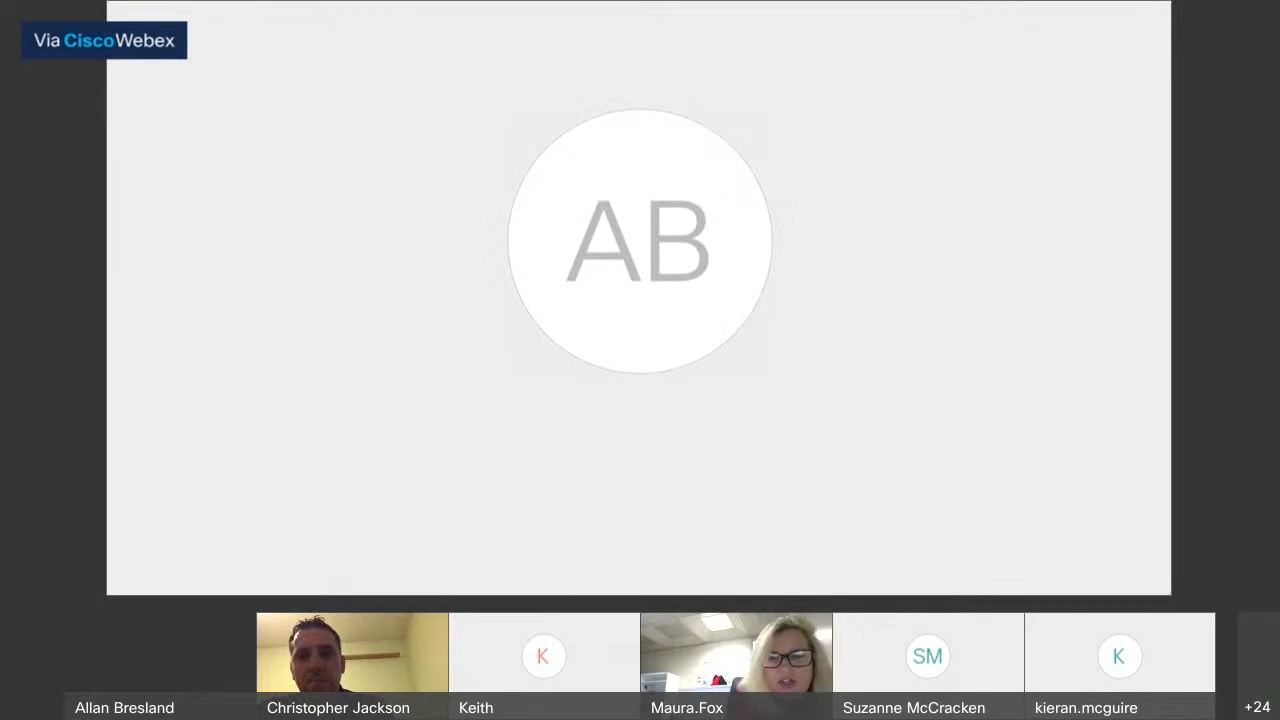 Via CiscoWebex
AB
K
SM
K
Allan Bresland
Christopher Jackson
Keith
Maura.Fox
Suzanne McCracken
kieran.mcguire
+24